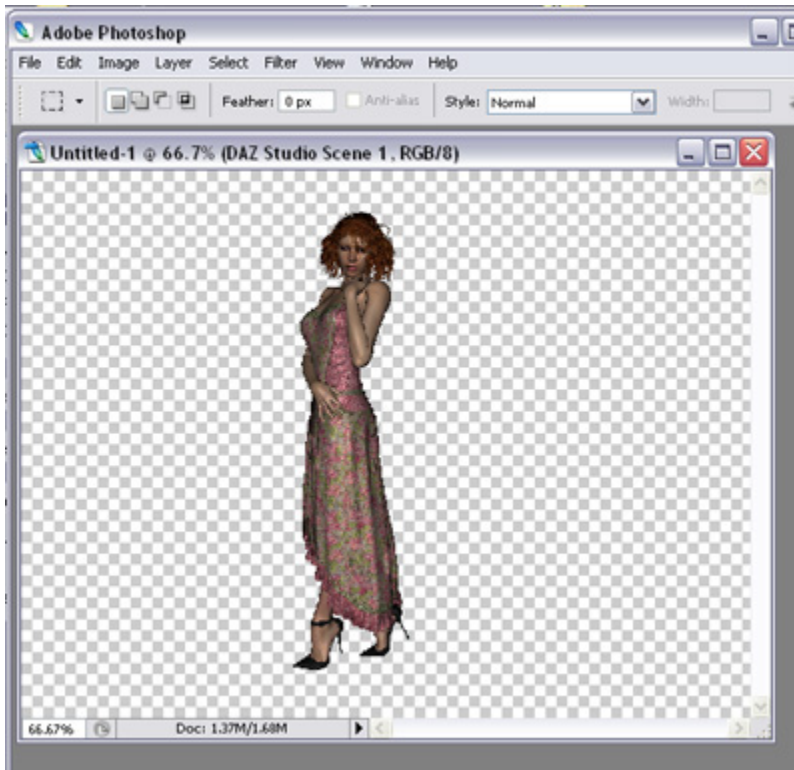 Adobe Photoshop
File Edit Image Layer Select Filter View Window Help
Feather: 0 px Anti-alias Style: Normal Width:
Untitled-1 @ 66.7% (DAZ Studio Scene 1, RGB/8)
66.67% Doc: 1.37M/1.68M